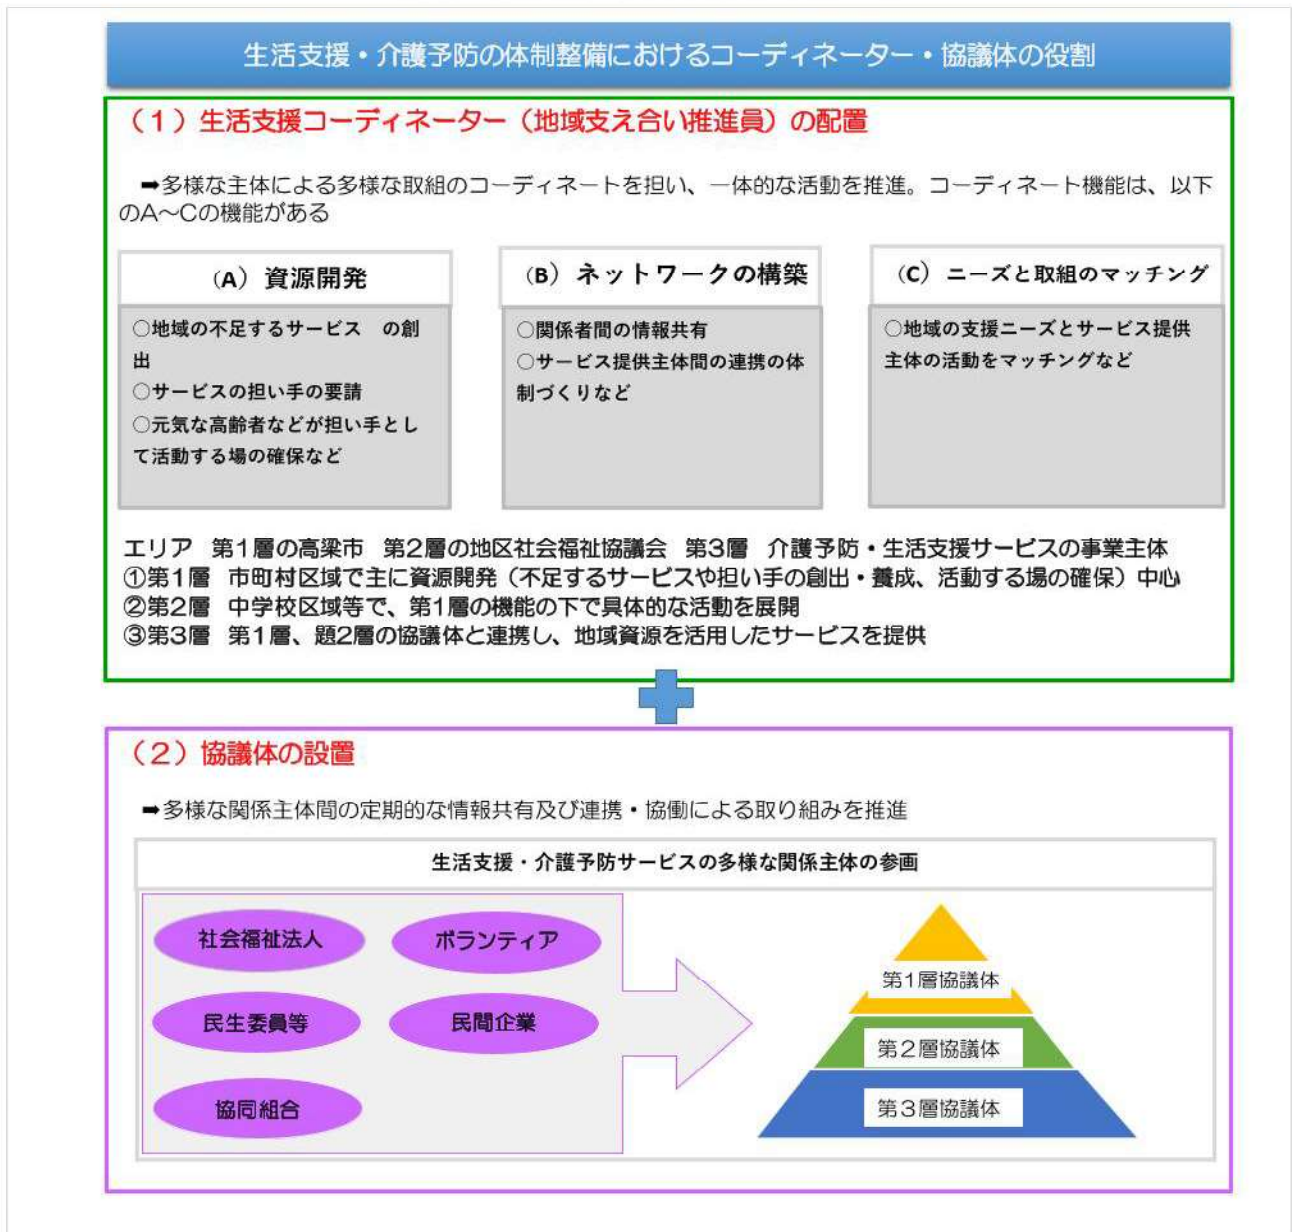 生活支援・介護予防の体制整備におけるコーディネーター・協議体の役割
（１）生活支援コーディネーター（地域支え合い推進員）の配置
➡多様な主体による多様な取組のコーディネートを担い、一体的な活動を推進。コーディネート機能は、以下
のA～Cの機能がある
（A）資源開発
○地域の不足するサービス　の創
出
○サービスの担い手の要請
○元気な高齢者などが担い手とし
て活動する場の確保など
（B）ネットワークの構築
○関係者間の情報共有
○サービス提供主体間の連携の体
制づくりなど
（C）ニーズと取組のマッチング
○地域の支援ニーズとサービス提供
主体の活動をマッチングなど
エリア　第１層の高梁市　第２層の地区社会福祉協議会　第３層　介護予防・生活支援サービスの事業主体
①第１層　市町村区域で主に資源開発（不足するサービスや担い手の創出・養成、活動する場の確保）中心
②第２層　中学校区域等で、第１層の機能の下で具体的な活動を展開
③第３層　第１層、題２層の協議体と連携し、地域資源を活用したサービスを提供
（２）協議体の設置
➡多様な関係主体間の定期的な情報共有及び連携・協働による取り組みを推進
生活支援・介護予防サービスの多様な関係主体の参画
社会福祉法人
ボランティア
民生委員等
民間企業
協同組合
第１層協議体
第２層協議体
第３層協議体